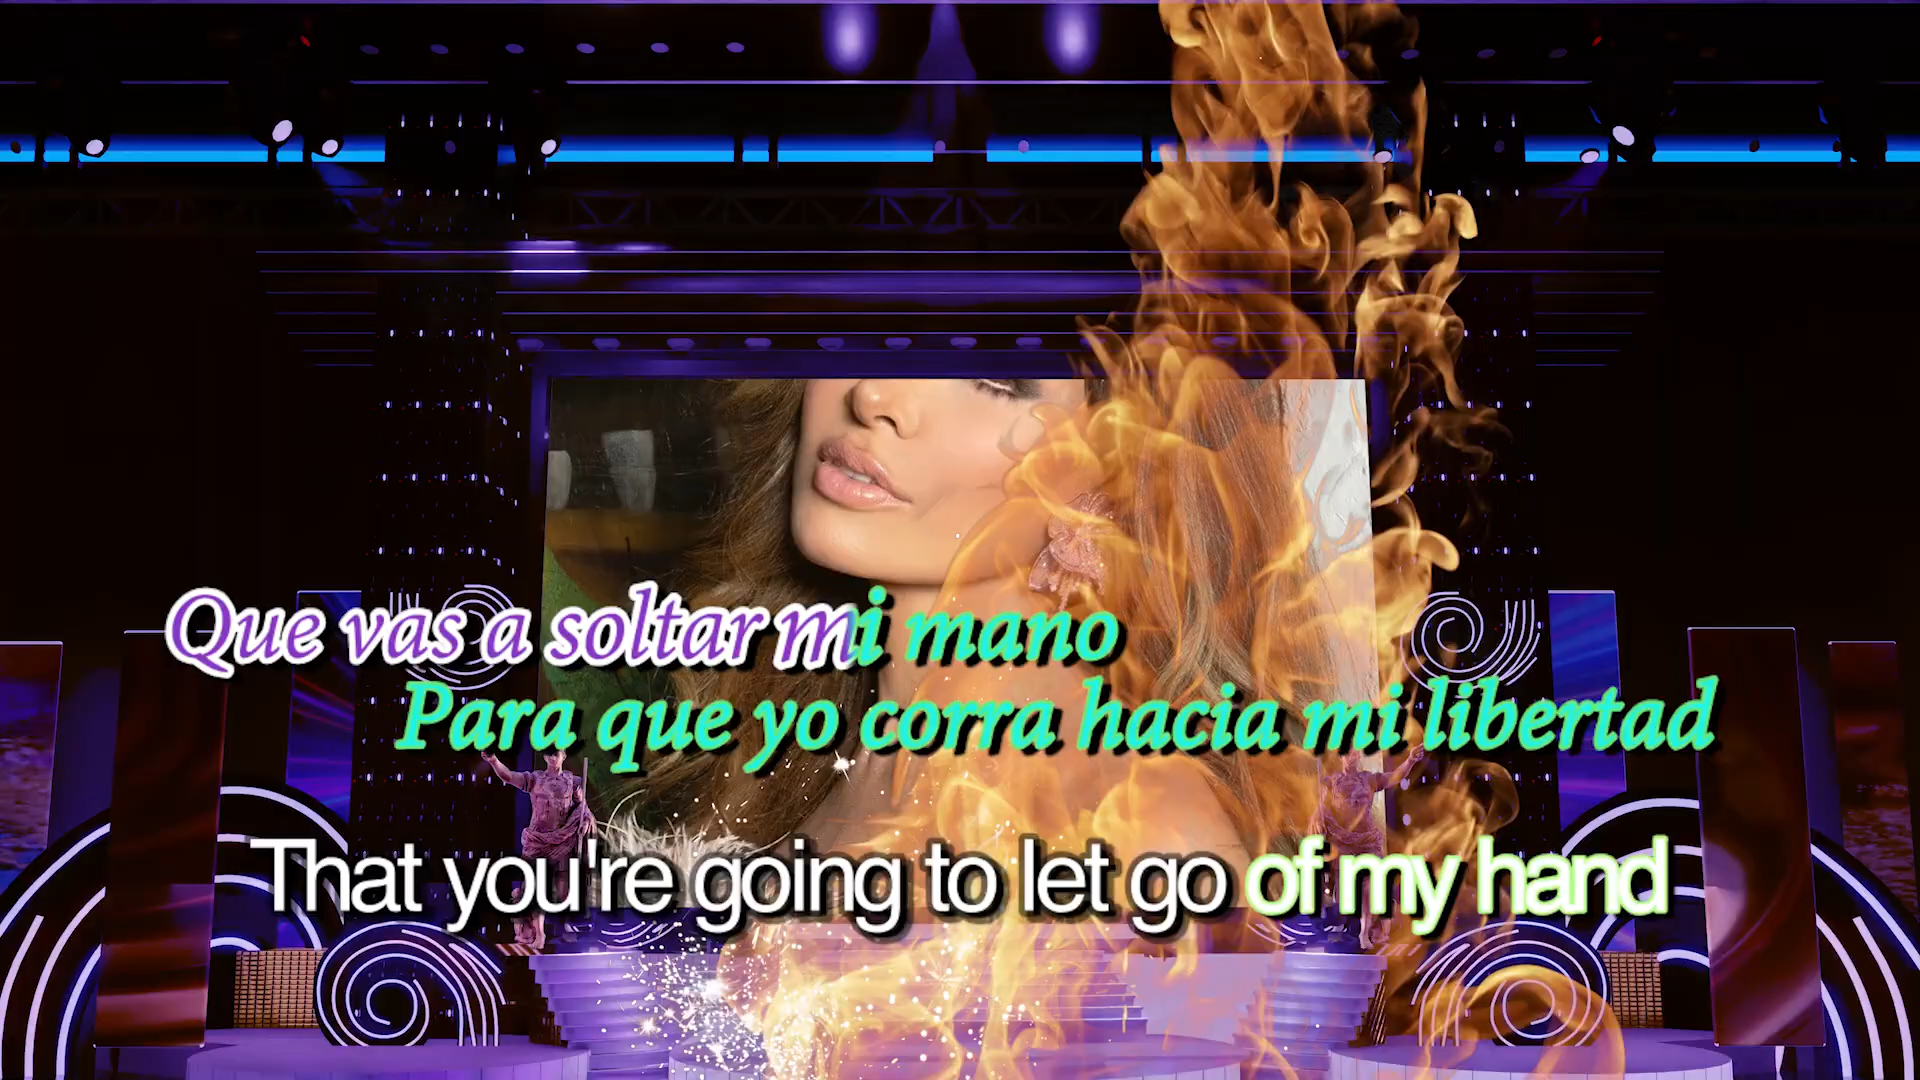 Que vas a soltar mi mano
Para que yo corra hacia mi libertad
That you're going to let go of my hand